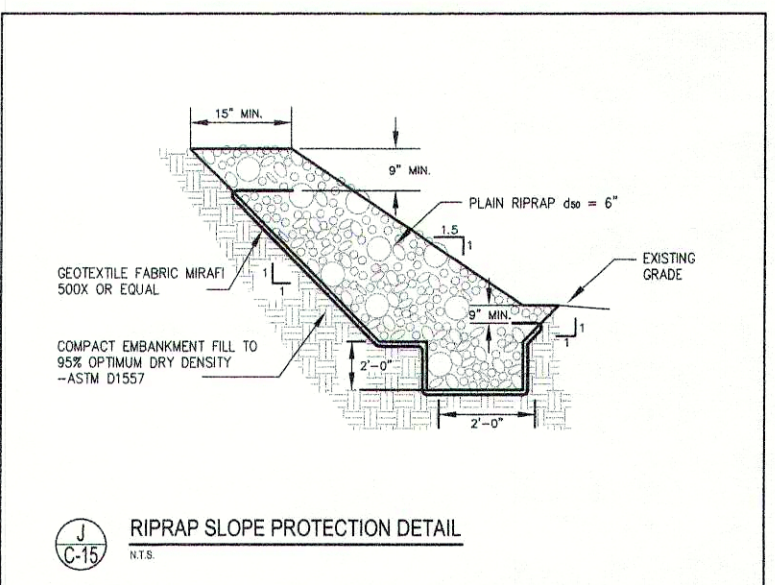 15" MIN.
9" MIN.
PLAIN RIPRAP d50 = 6"
1.5
1
EXISTING
GRADE
GEOTEXTILE FABRIC MIRAFI
500X OR EQUAL
1
1
9" MIN.
1
1
COMPACT EMBANKMENT FILL TO
95% OPTIMUM DRY DENSITY
-ASTM D1557
2'-0"
2'-0"
J
C-15
RIPRAP SLOPE PROTECTION DETAIL
N.T.S.